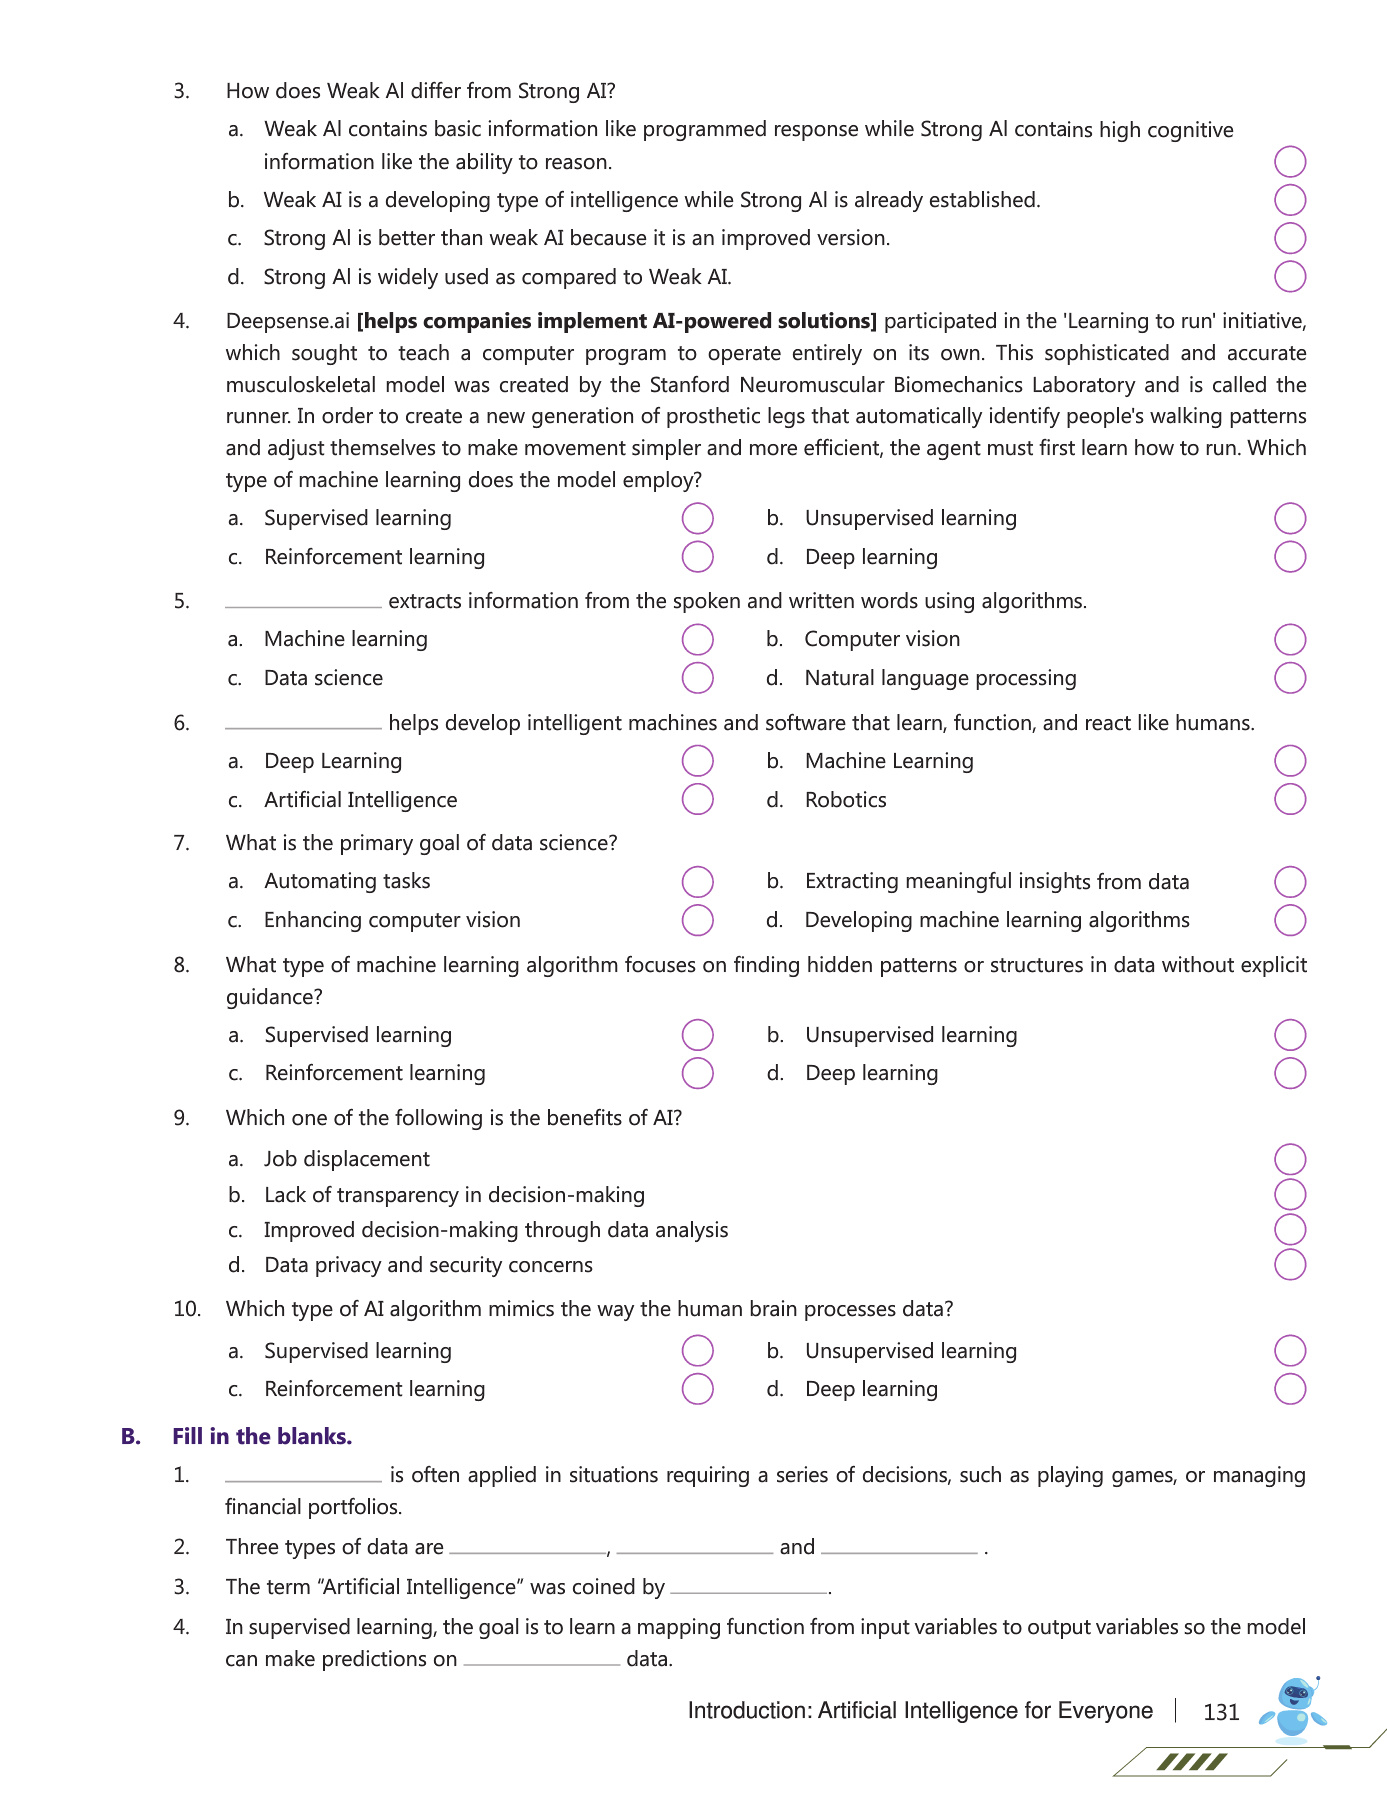 3. How does Weak Al differ from Strong AI?
a. Weak Al contains basic information like programmed response while Strong Al contains high cognitive
information like the ability to reason.
b. Weak AI is a developing type of intelligence while Strong Al is already established.
c. Strong Al is better than weak AI because it is an improved version.
d. Strong Al is widely used as compared to Weak AI.
4. Deepsense.ai [helps companies implement AI-powered solutions] participated in the 'Learning to run' initiative,
which sought to teach a computer program to operate entirely on its own. This sophisticated and accurate
musculoskeletal model was created by the Stanford Neuromuscular Biomechanics Laboratory and is called the
runner. In order to create a new generation of prosthetic legs that automatically identify people's walking patterns
and adjust themselves to make movement simpler and more efficient, the agent must first learn how to run. Which
type of machine learning does the model employ?
a. Supervised learning b. Unsupervised learning
c. Reinforcement learning d. Deep learning
5. ______________ extracts information from the spoken and written words using algorithms.
a. Machine learning b. Computer vision
c. Data science d. Natural language processing
6. ______________ helps develop intelligent machines and software that learn, function, and react like humans.
a. Deep Learning b. Machine Learning
c. Artificial Intelligence d. Robotics
7. What is the primary goal of data science?
a. Automating tasks b. Extracting meaningful insights from data
c. Enhancing computer vision d. Developing machine learning algorithms
8. What type of machine learning algorithm focuses on finding hidden patterns or structures in data without explicit
guidance?
a. Supervised learning b. Unsupervised learning
c. Reinforcement learning d. Deep learning
9. Which one of the following is the benefits of AI?
a. Job displacement
b. Lack of transparency in decision-making
c. Improved decision-making through data analysis
d. Data privacy and security concerns
10. Which type of AI algorithm mimics the way the human brain processes data?
a. Supervised learning b. Unsupervised learning
c. Reinforcement learning d. Deep learning
B. Fill in the blanks.
1. ______________ is often applied in situations requiring a series of decisions, such as playing games, or managing
financial portfolios.
2. Three types of data are ______________, ______________ and ______________ .
3. The term “Artificial Intelligence” was coined by ______________.
4. In supervised learning, the goal is to learn a mapping function from input variables to output variables so the model
can make predictions on ______________ data.
Introduction: Artificial Intelligence for Everyone | 131